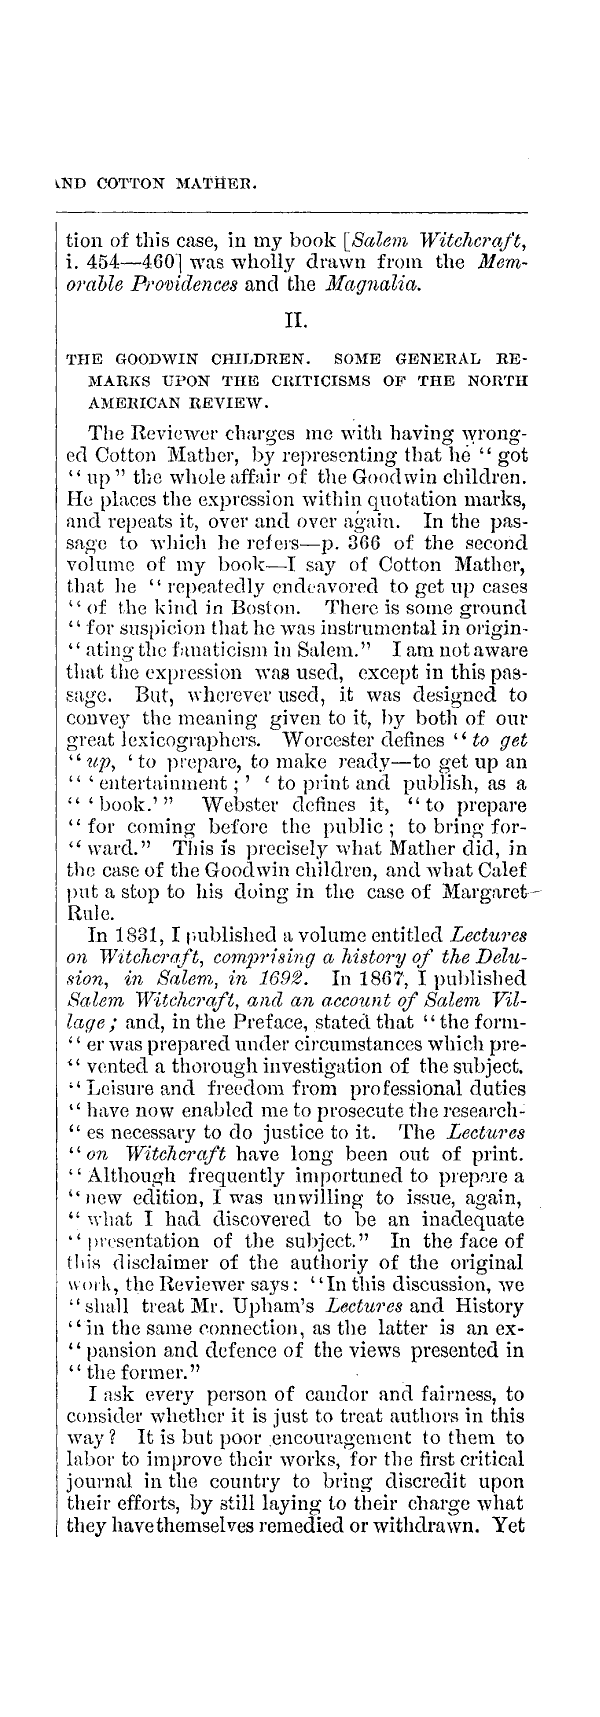 AND COTTON MATHER.
tion of this case, in my book [Salem Witchcraft,
i. 454—460] was wholly drawn from the Mem-
orable Providences and the Magnalia.
II.
THE GOODWIN CHILDREN. SOME GENERAL RE-
MARKS UPON THE CRITICISMS OF THE NORTH
AMERICAN REVIEW.
The Reviewer charges me with having wrong-
ed Cotton Mather, by representing that he “ got
“ up ” the whole affair of the Goodwin children.
He places the expression within quotation marks,
and repeats it, over and over again. In the pas-
sage to which he refers—p. 366 of the second
volume of my book—I say of Cotton Mather,
that he “ repeatedly endeavored to get up cases
“ of the kind in Boston. There is some ground
“ for suspicion that he was instrumental in origin-
“ ating the fanaticism in Salem.” I am not aware
that the expression was used, except in this pas-
sage. But, wherever used, it was designed to
convey the meaning given to it, by both of our
great lexicographers. Worcester defines “ to get
“ up, ‘ to prepare, to make ready—to get up an
“ ‘ entertainment ; ’ ‘ to print and publish, as a
“ ‘ book.’ ” Webster defines it, “ to prepare
“ for coming before the public ; to bring for-
“ ward.” This is precisely what Mather did, in
the case of the Goodwin children, and what Calef
put a stop to his doing in the case of Margaret
Rule.
In 1831, I published a volume entitled Lectures
on Witchcraft, comprising a history of the Delu-
sion, in Salem, in 1692. In 1867, I published
Salem Witchcraft, and an account of Salem Vil-
lage ; and, in the Preface, stated that “ the form-
“ er was prepared under circumstances which pre-
“ vented a thorough investigation of the subject.
“ Leisure and freedom from professional duties
“ have now enabled me to prosecute the research-
“ es necessary to do justice to it. The Lectures
“ on Witchcraft have long been out of print.
“ Although frequently importuned to prepare a
“ new edition, I was unwilling to issue, again,
“ what I had discovered to be an inadequate
“ presentation of the subject.” In the face of
this disclaimer of the authoriy of the original
work, the Reviewer says : “In this discussion, we
“ shall treat Mr. Upham’s Lectures and History
“ in the same connection, as the latter is an ex-
“ pansion and defence of the views presented in
“ the former.”
I ask every person of candor and fairness, to
consider whether it is just to treat authors in this
way ? It is but poor encouragement to them to
labor to improve their works, for the first critical
journal in the country to bring discredit upon
their efforts, by still laying to their charge what
they have themselves remedied or withdrawn. Yet